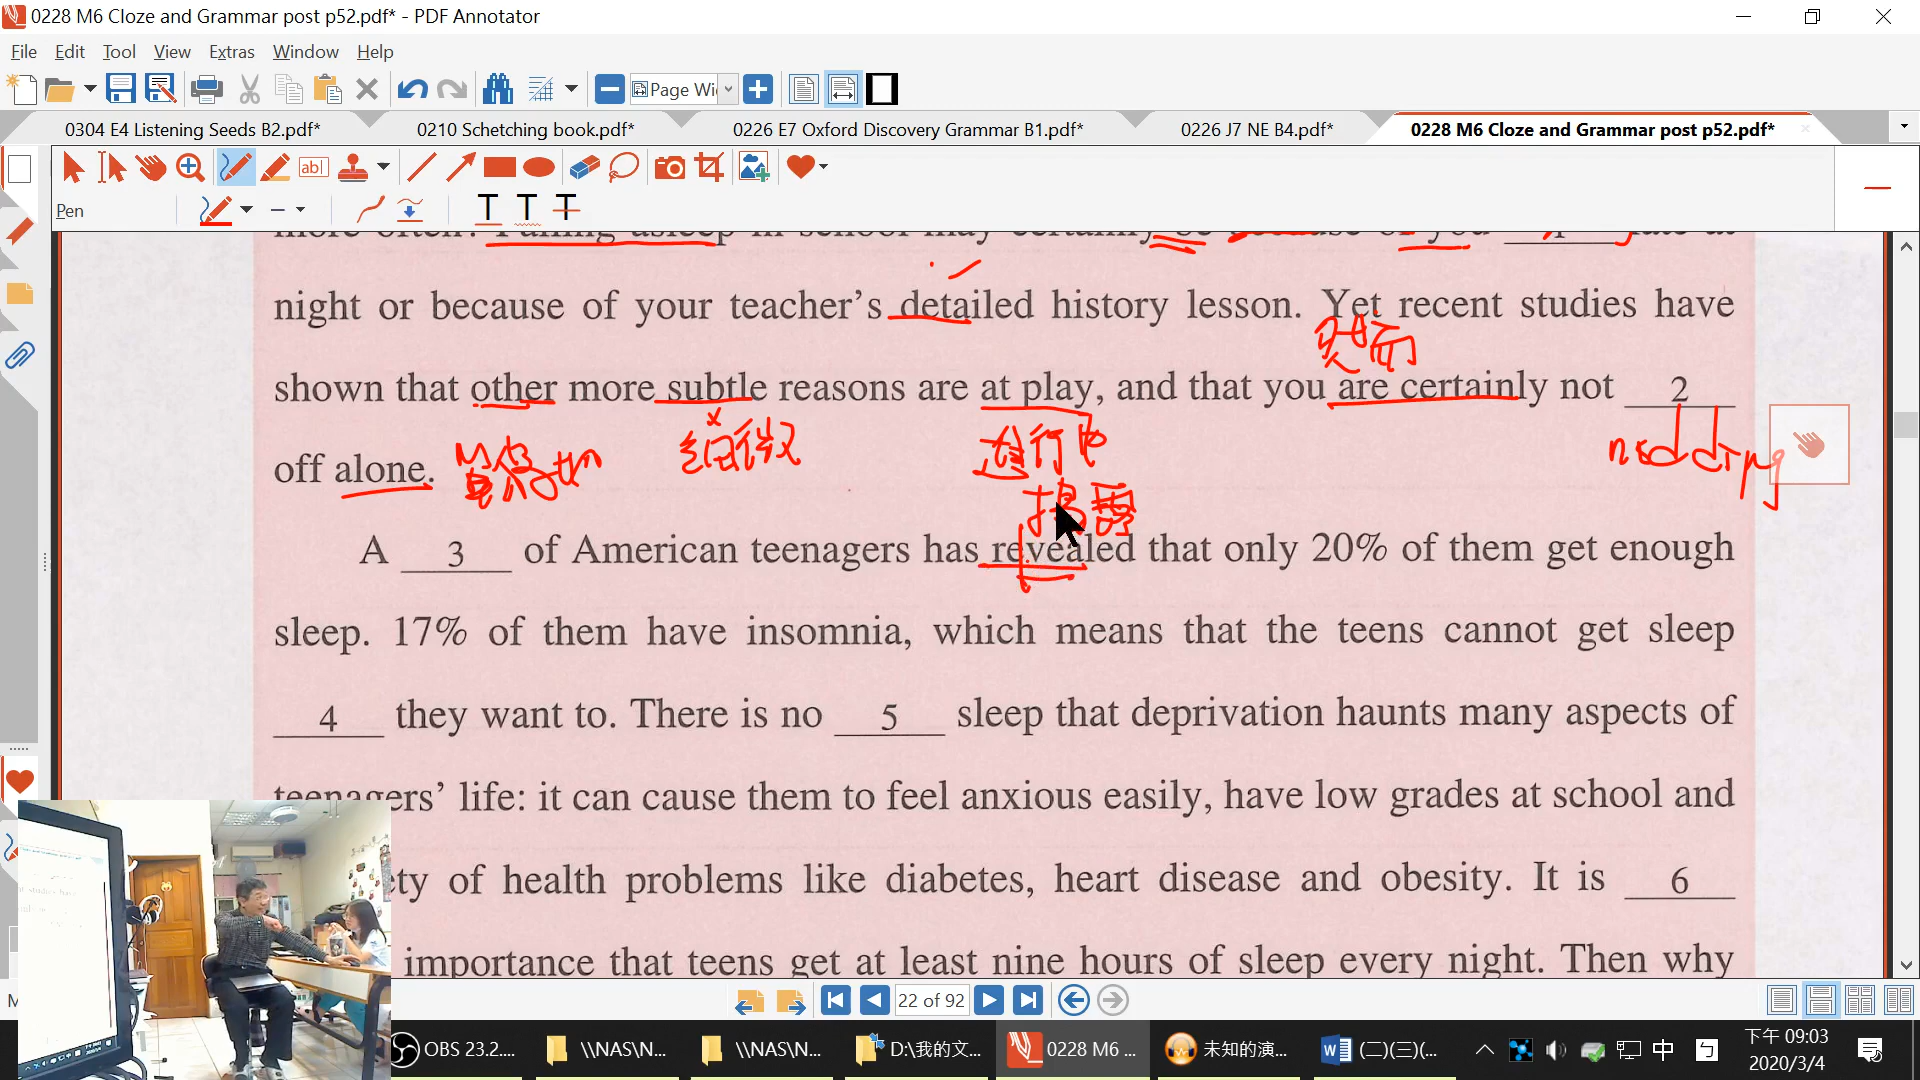 0228 M6 Cloze and Grammar post p52.pdf* - PDF Annotator
File Edit Tool View Extras Window Help
Page Wi
0304 E4 Listening Seeds B2.pdf* 0210 Schetching book.pdf* 0226 E7 Oxford Discovery Grammar B1.pdf* 0226 J7 NE B4.pdf* 0228 M6 Cloze and Grammar post p52.pdf*
Pen
night or because of your teacher's detailed history lesson. Yet recent studies have
shown that other more subtle reasons are at play, and that you are certainly not 2
細微
進行中
off alone.
揭露
A 3 of American teenagers has revealed that only 20% of them get enough
sleep. 17% of them have insomnia, which means that the teens cannot get sleep
4 they want to. There is no 5 sleep that deprivation haunts many aspects of
teenagers' life: it can cause them to feel anxious easily, have low grades at school and
ty of health problems like diabetes, heart disease and obesity. It is 6
importance that teens get at least nine hours of sleep every night. Then why
22 of 92
OBS 23.2.... \\NAS\N... \\NAS\N... D:\我的文... 0228 M6 ... 未知的演... (二)(三)(... 中 ㄅ
下午 09:03
2020/3/4